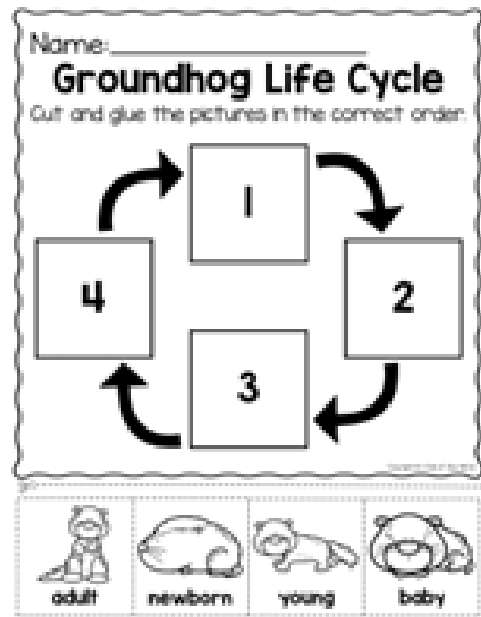 Name:
Groundhog Life Cycle
Cut and glue the pictures in the correct order.
1
4
2
3
adult
newborn
young
baby